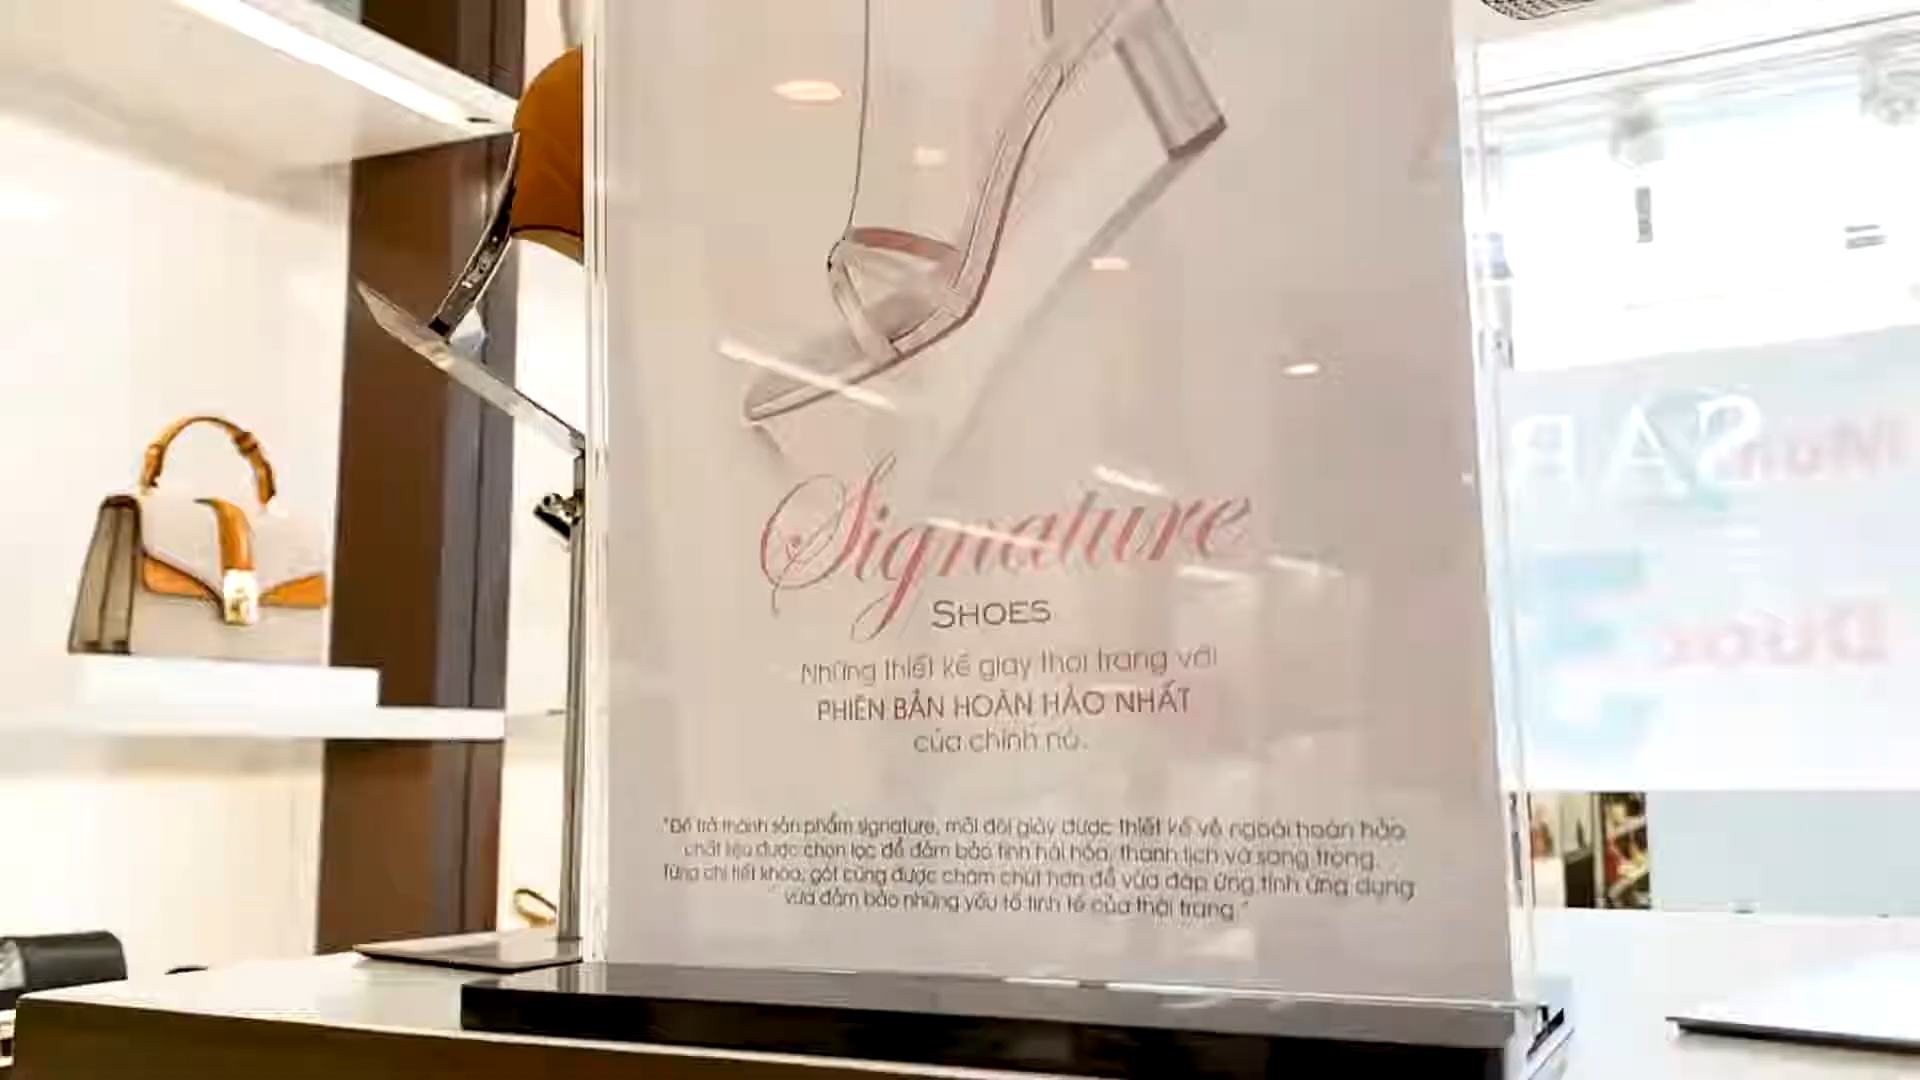 Signature
SHOES
Những thiết kế giày thời trang với
PHIÊN BẢN HOÀN HẢO NHẤT
của chính nó.
"Để trở thành sản phẩm signature, mỗi đôi giày được thiết kế vẻ ngoài hoàn hảo
chất liệu được chọn lọc để đảm bảo tính hài hòa, thanh lịch và sang trọng.
Từng chi tiết khóa, gót cũng được chăm chút hơn để vừa đáp ứng tính ứng dụng
vừa đảm bảo những yếu tố tinh tế của thời trang."